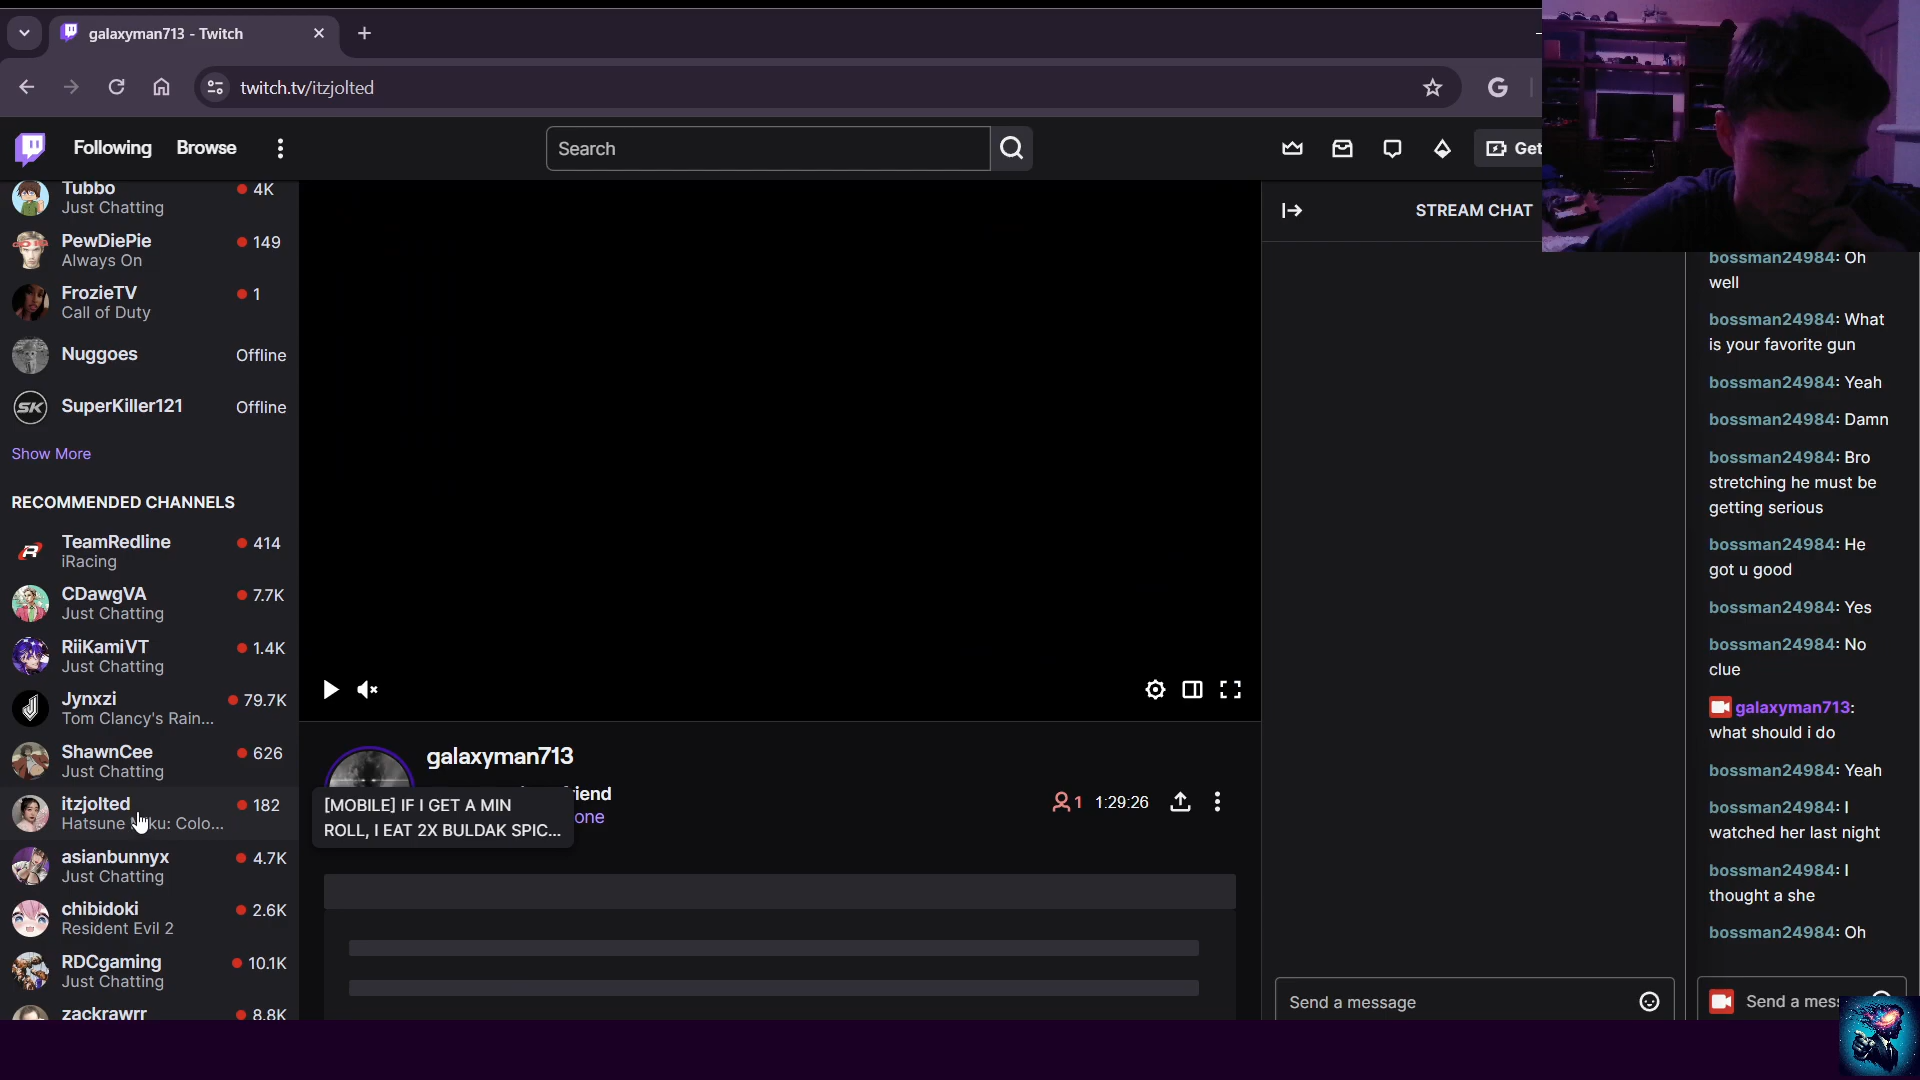 galaxyman713 - Twitch
twitch.tv/itzjolted
Following
Browse
Search
Get
Tubbo
4K
Just Chatting
PewDiePie
149
Always On
FrozieTV
1
Call of Duty
Nuggoes
Offline
SuperKiller121
Offline
Show More
RECOMMENDED CHANNELS
TeamRedline
414
iRacing
CDawgVA
7.7K
Just Chatting
RiiKamiVT
1.4K
Just Chatting
Jynxzi
79.7K
Tom Clancy's Rain...
ShawnCee
626
Just Chatting
itzjolted
182
Hatsune ku: Colo...
asianbunnyx
4.7K
Just Chatting
chibidoki
2.6K
Resident Evil 2
RDCgaming
10.1K
Just Chatting
zackrawrr
8.8K
galaxyman713
iend
one
[MOBILE] IF I GET A MIN
ROLL, I EAT 2X BULDAK SPIC...
1
1:29:26
STREAM CHAT
Send a message
bossman24984: Oh
well
bossman24984: What
is your favorite gun
bossman24984: Yeah
bossman24984: Damn
bossman24984: Bro
stretching he must be
getting serious
bossman24984: He
got u good
bossman24984: Yes
bossman24984: No
clue
galaxyman713:
what should i do
bossman24984: Yeah
bossman24984: I
watched her last night
bossman24984: I
thought a she
bossman24984: Oh
Send a mess